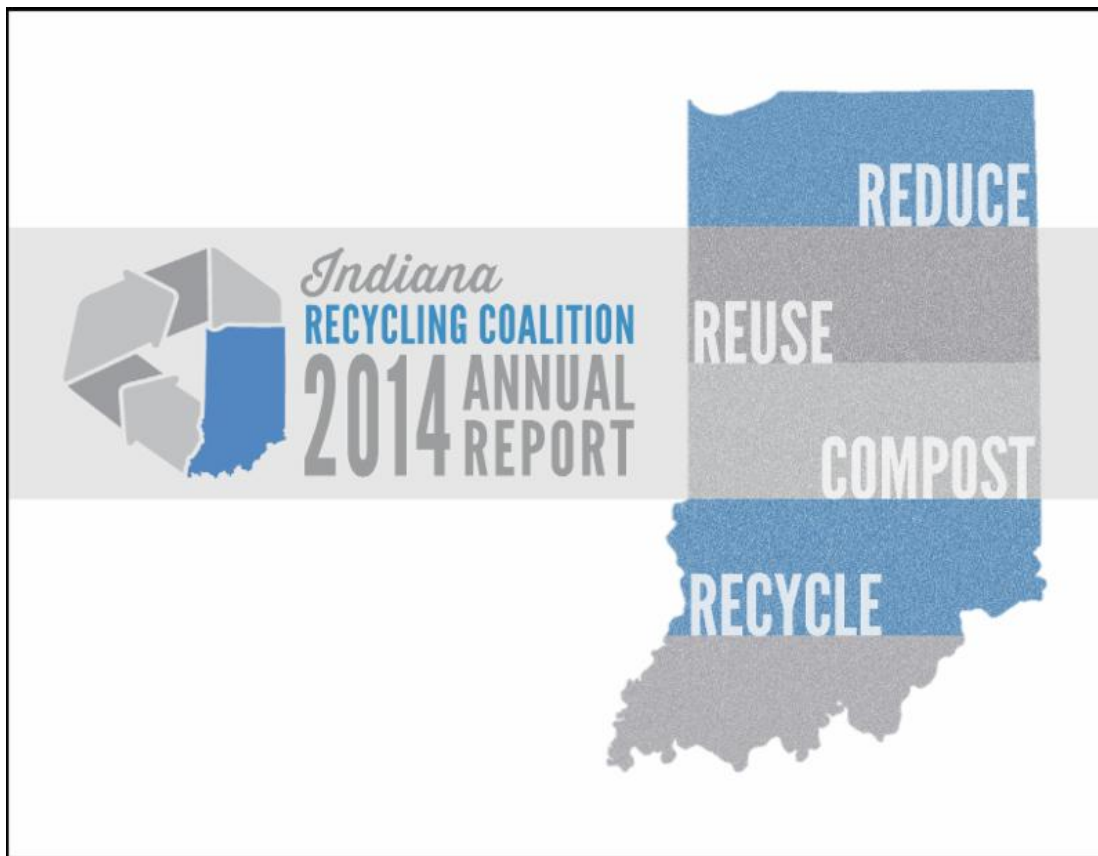 Indiana
RECYCLING COALITION
2014 ANNUAL
REPORT
REDUCE
REUSE
COMPOST
RECYCLE